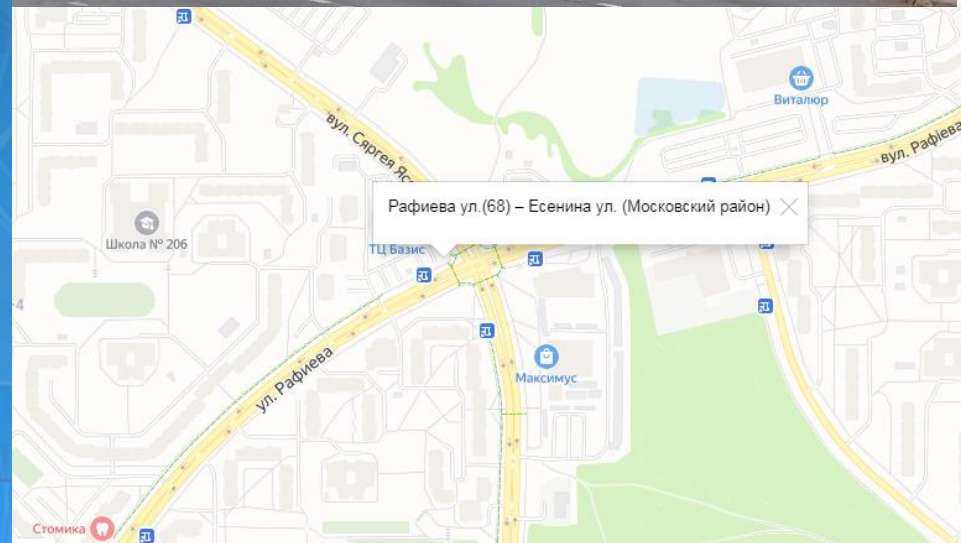 вул. Сяргея Яс
Виталюр
вул. Рафіева
Рафиева ул.(68) – Есенина ул. (Московский район)
Школа № 206
ТЦ Базис
-4
ул. Рафиева
Максимус
Стомика